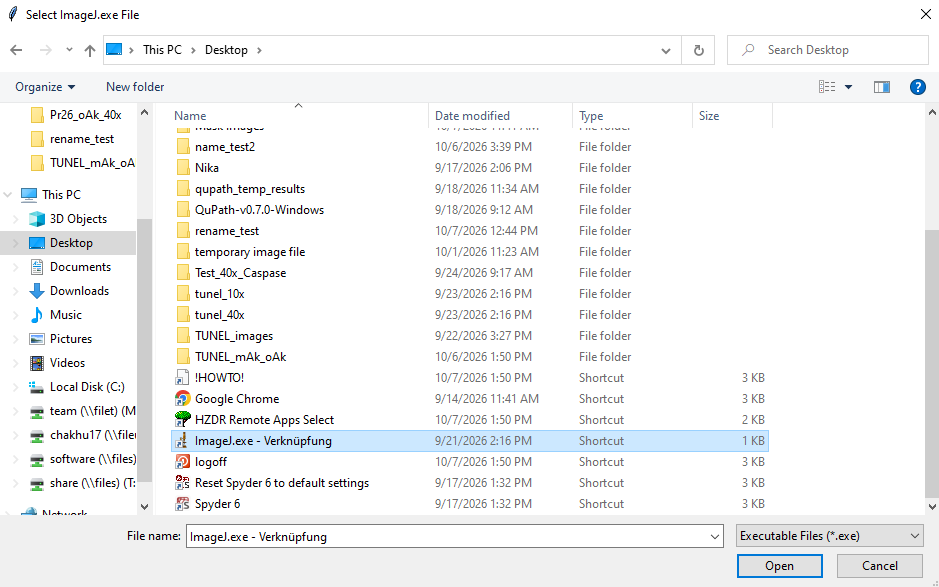 Select ImageJ.exe File
This PC > Desktop >
Search Desktop
Organize New folder
Pr26_oAk_40x
rename_test
TUNEL_mAk_oA
This PC
3D Objects
Desktop
Documents
Downloads
Music
Pictures
Videos
Local Disk (C:)
team (\\filet) (M
chakhu17 (\\file
software (\\files)
share (\\files) (T:
Network
Name Date modified Type Size
Mask images 10/1/2026 11:11 AM File folder
name_test2 10/6/2026 3:39 PM File folder
Nika 9/17/2026 2:06 PM File folder
qupath_temp_results 9/18/2026 11:34 AM File folder
QuPath-v0.7.0-Windows 9/18/2026 9:12 AM File folder
rename_test 10/7/2026 12:44 PM File folder
temporary image file 10/1/2026 11:23 AM File folder
Test_40x_Caspase 9/24/2026 9:17 AM File folder
tunel_10x 9/23/2026 2:16 PM File folder
tunel_40x 9/23/2026 2:16 PM File folder
TUNEL_images 9/22/2026 3:27 PM File folder
TUNEL_mAk_oAk 10/6/2026 1:50 PM File folder
!HOWTO! 10/7/2026 1:50 PM Shortcut 3 KB
Google Chrome 9/14/2026 11:41 AM Shortcut 3 KB
HZDR Remote Apps Select 10/7/2026 1:50 PM Shortcut 2 KB
ImageJ.exe - Verknüpfung 9/21/2026 2:16 PM Shortcut 1 KB
logoff 10/7/2026 1:50 PM Shortcut 3 KB
Reset Spyder 6 to default settings 9/17/2026 1:32 PM Shortcut 3 KB
Spyder 6 9/17/2026 1:32 PM Shortcut 3 KB
File name: ImageJ.exe - Verknüpfung Executable Files (*.exe)
Open Cancel